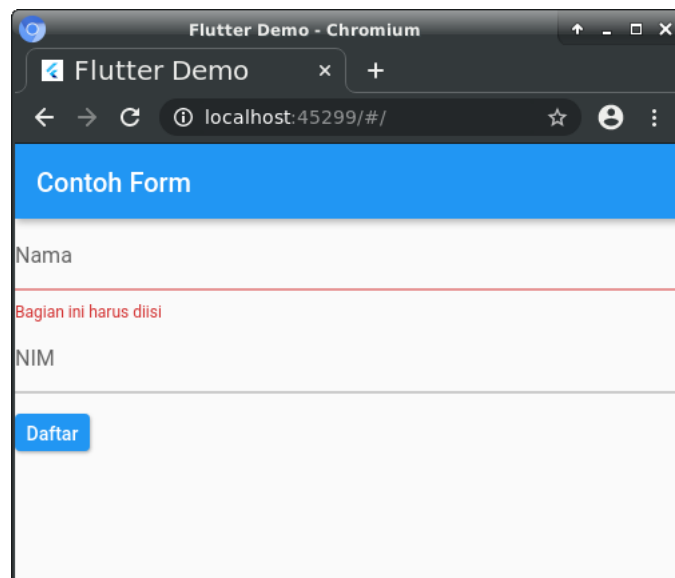 Flutter Demo - Chromium
Flutter Demo
localhost:45299/#/
Contoh Form
Nama
Bagian ini harus diisi
NIM
Daftar